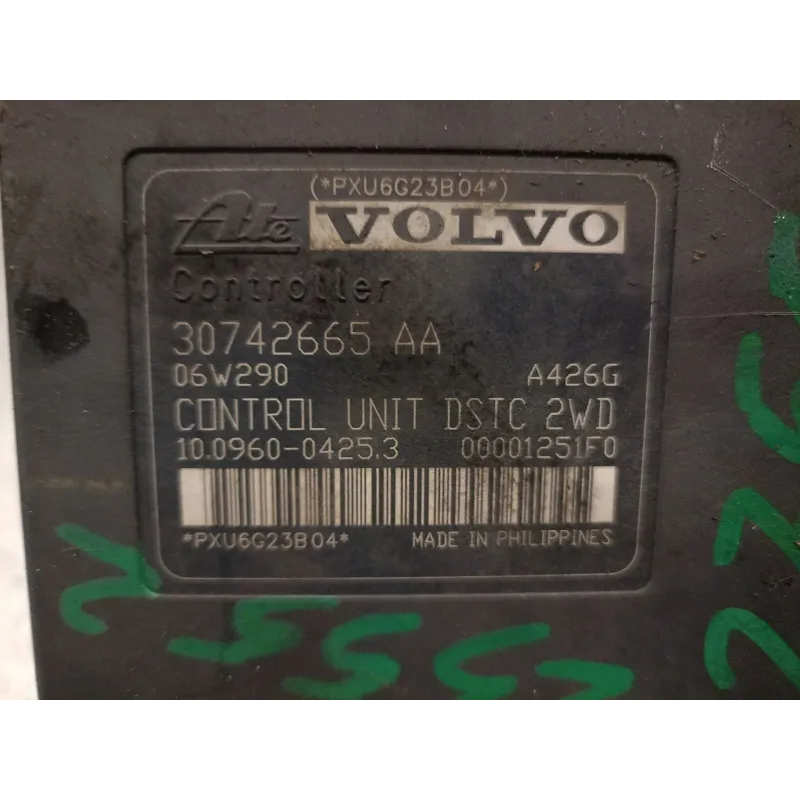 (*PXU6G23B04*)
Ate VOLVO
Controller
30742665 AA
06W290 A426G
CONTROL UNIT DSTC 2WD
10.0960-0425.3 00001251F0
*PXU6G23B04* MADE IN PHILIPPINES